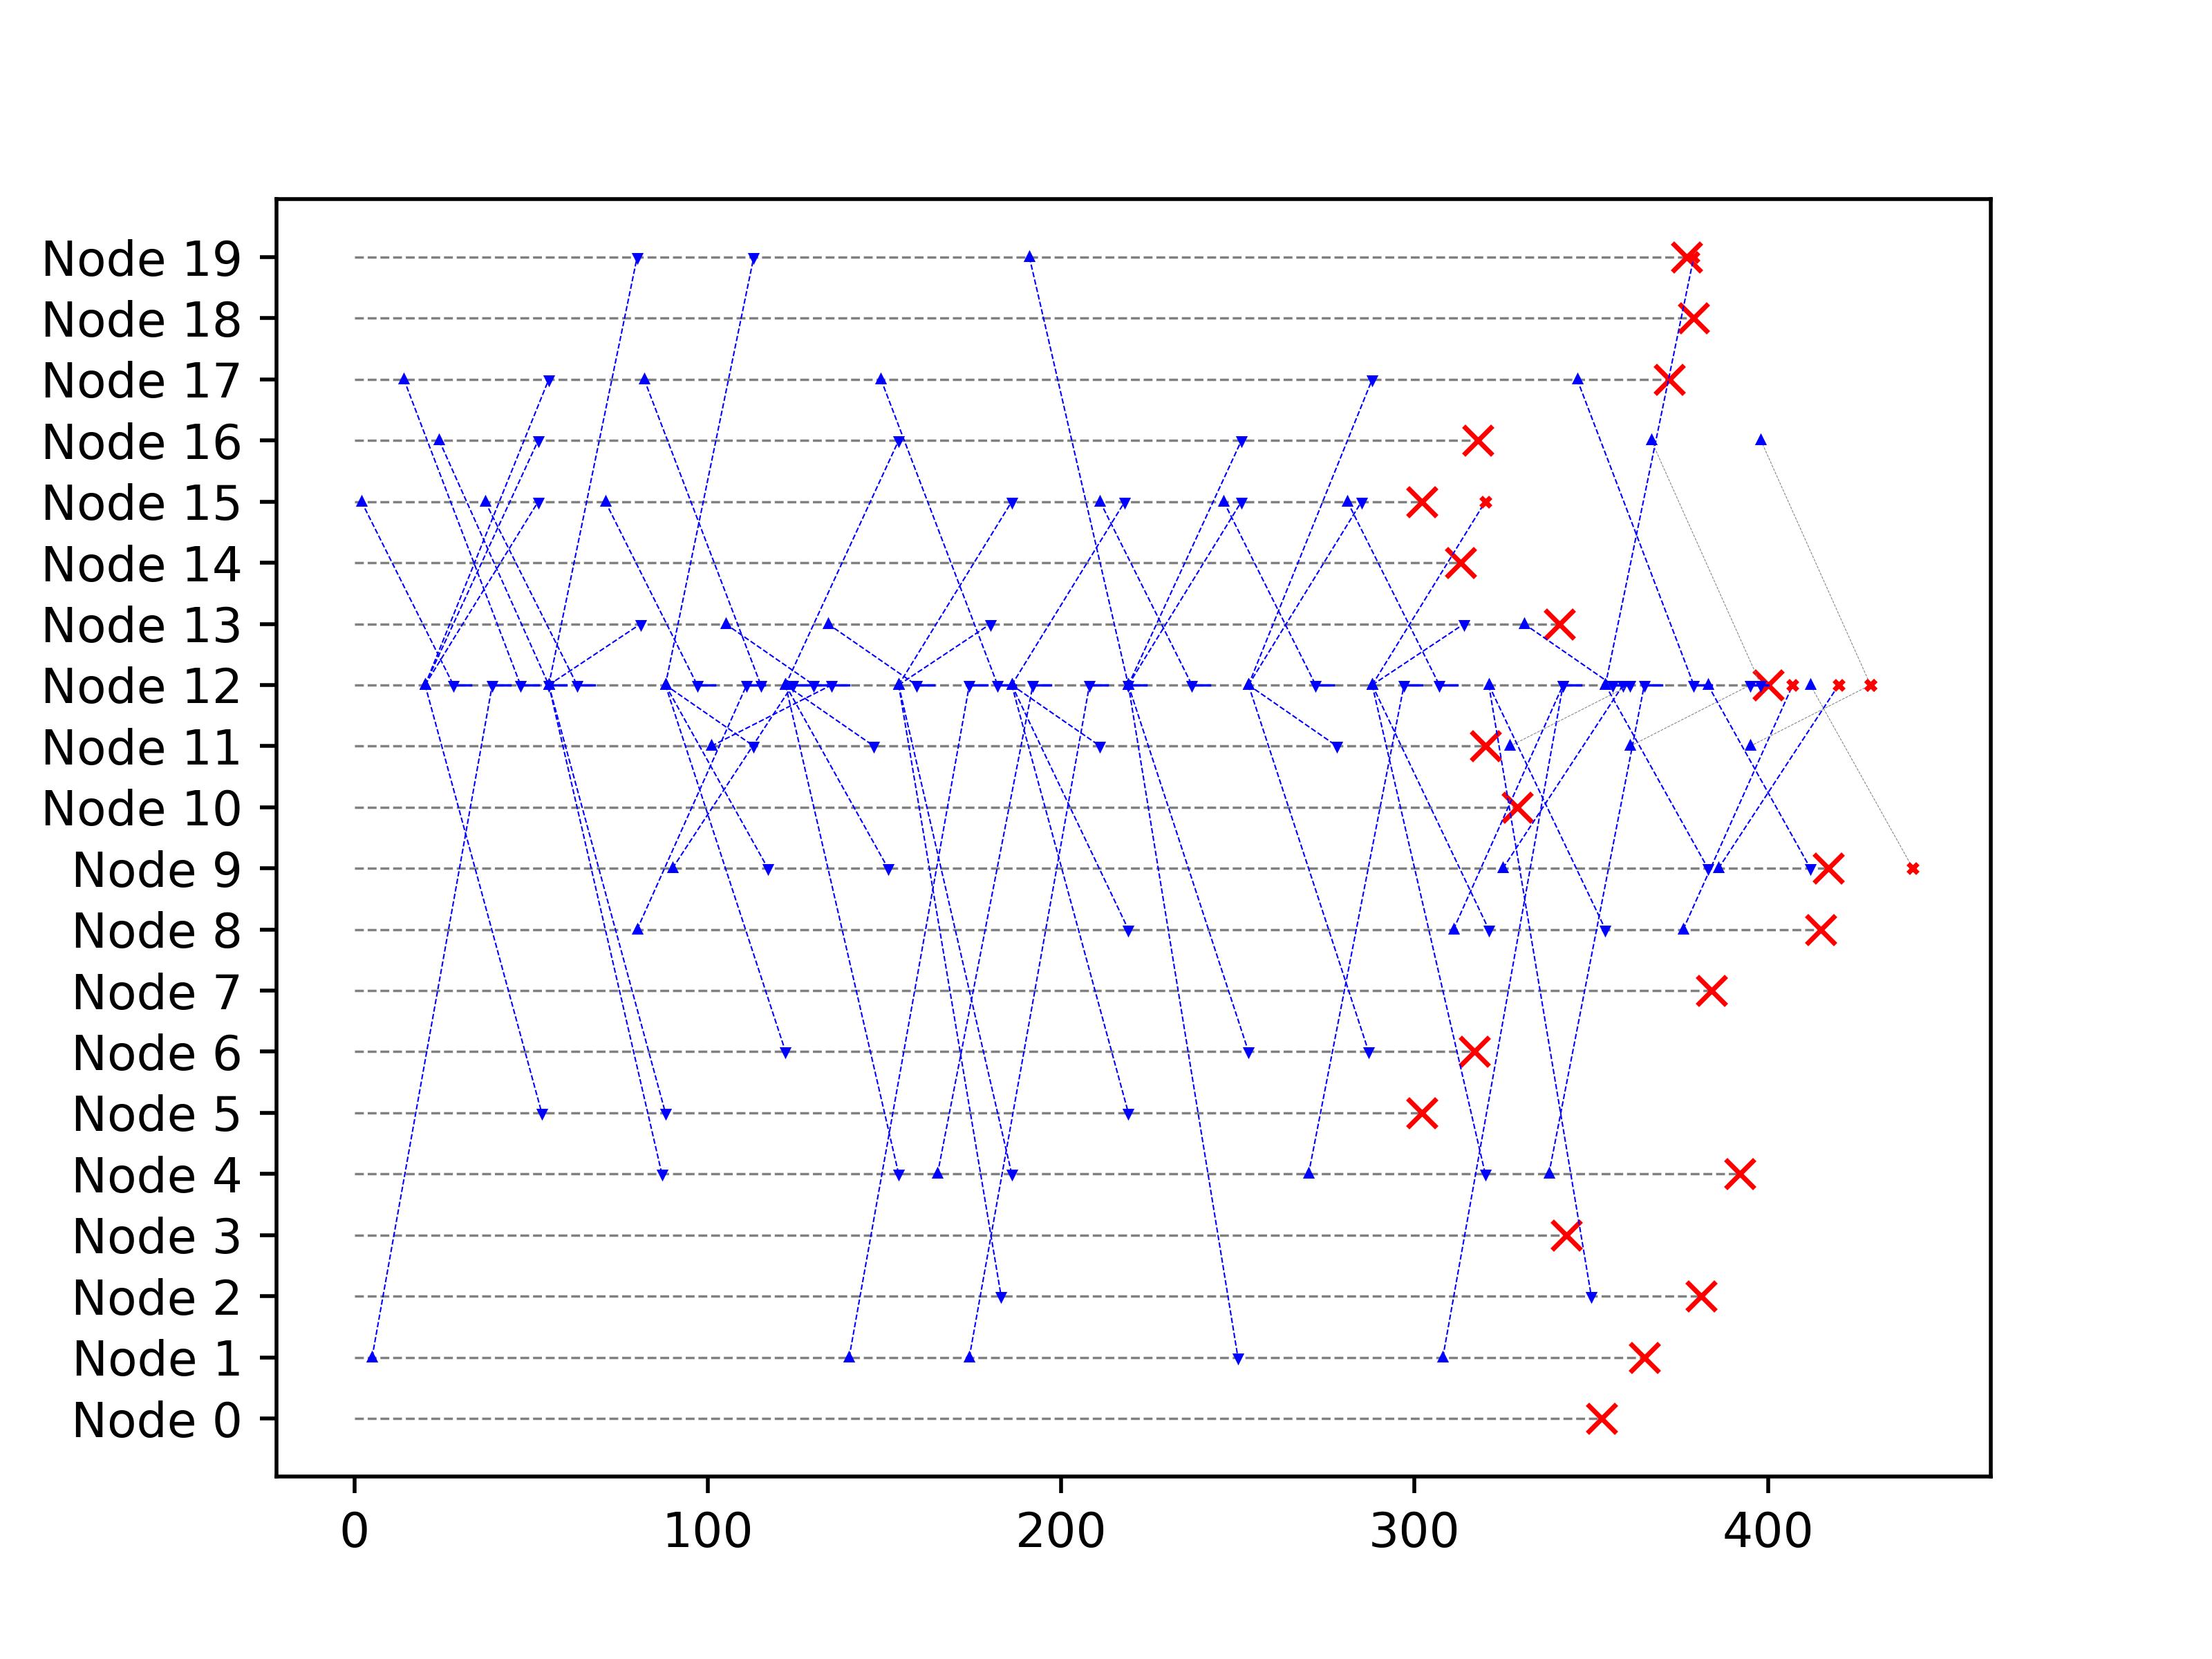 Node 19
Node 18
Node 17
Node 16
Node 15
Node 14
Node 13
Node 12
Node 11
Node 10
Node 9
Node 8
Node 7
Node 6
Node 5
Node 4
Node 3
Node 2
Node 1
Node 0
0 100 200 300 400